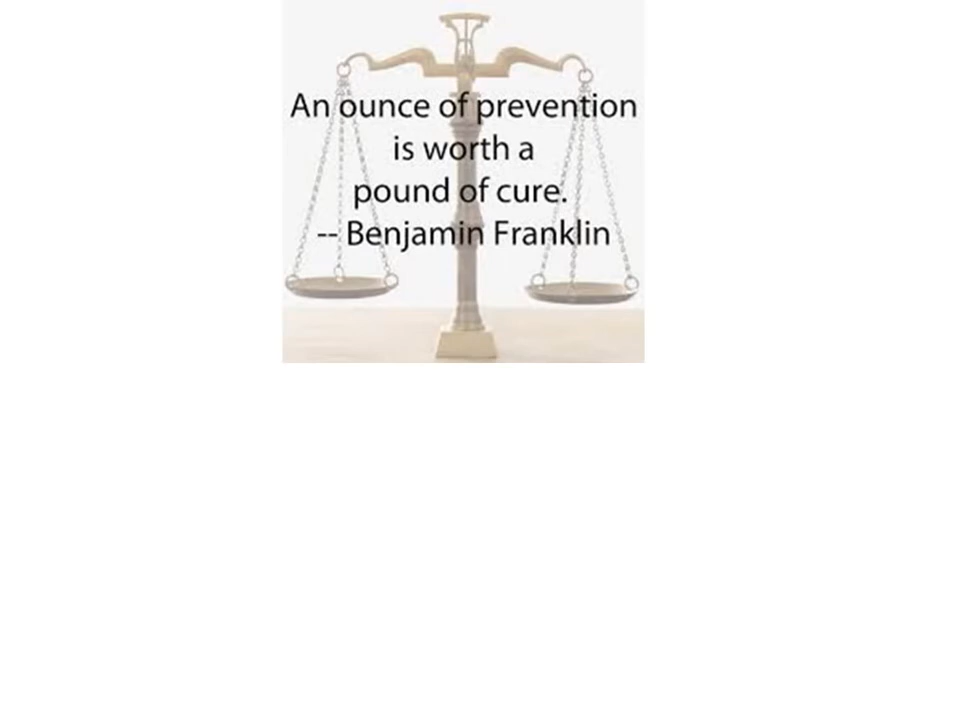 An ounce of prevention
is worth a
pound of cure.
-- Benjamin Franklin